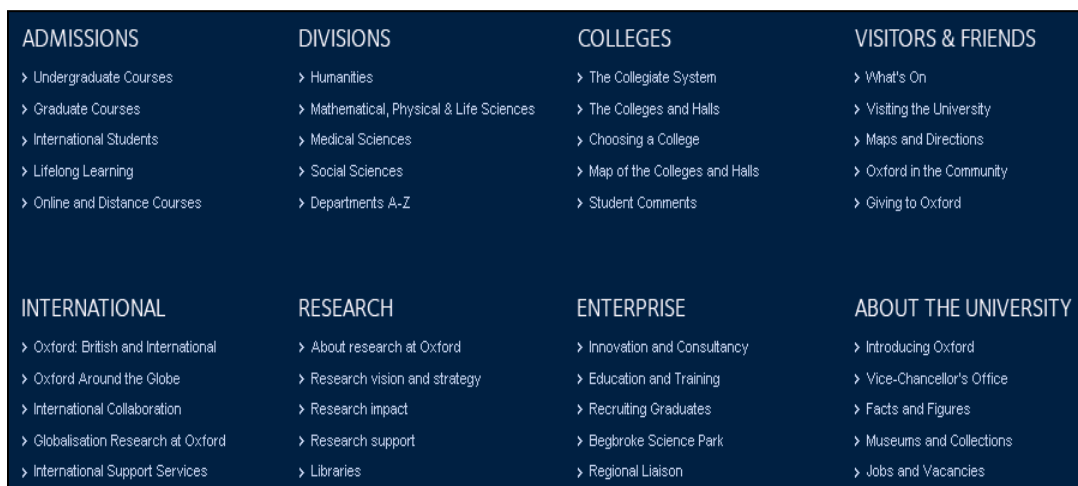 ADMISSIONS
> Undergraduate Courses
> Graduate Courses
> International Students
> Lifelong Learning
> Online and Distance Courses
DIVISIONS
> Humanities
> Mathematical, Physical & Life Sciences
> Medical Sciences
> Social Sciences
> Departments A-Z
COLLEGES
> The Collegiate System
> The Colleges and Halls
> Choosing a College
> Map of the Colleges and Halls
> Student Comments
VISITORS & FRIENDS
> What's On
> Visiting the University
> Maps and Directions
> Oxford in the Community
> Giving to Oxford
INTERNATIONAL
> Oxford: British and International
> Oxford Around the Globe
> International Collaboration
> Globalisation Research at Oxford
> International Support Services
RESEARCH
> About research at Oxford
> Research vision and strategy
> Research impact
> Research support
> Libraries
ENTERPRISE
> Innovation and Consultancy
> Education and Training
> Recruiting Graduates
> Begbroke Science Park
> Regional Liaison
ABOUT THE UNIVERSITY
> Introducing Oxford
> Vice-Chancellor's Office
> Facts and Figures
> Museums and Collections
> Jobs and Vacancies